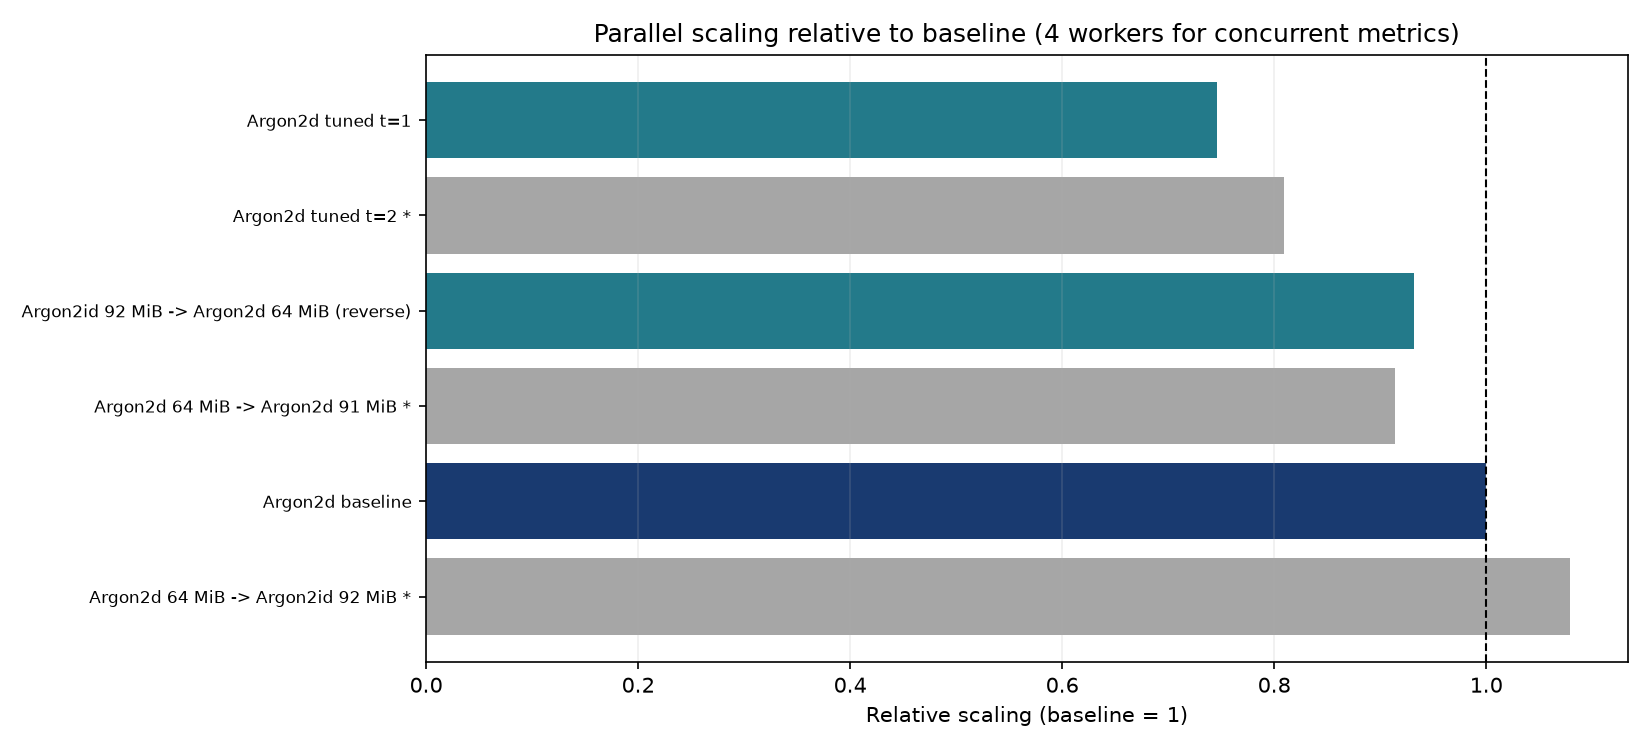 Parallel scaling relative to baseline (4 workers for concurrent metrics)
Argon2d tuned t=1
Argon2d tuned t=2 *
Argon2id 92 MiB -> Argon2d 64 MiB (reverse)
Argon2d 64 MiB -> Argon2d 91 MiB *
Argon2d baseline
Argon2d 64 MiB -> Argon2id 92 MiB *
0.0 0.2 0.4 0.6 0.8 1.0
Relative scaling (baseline = 1)